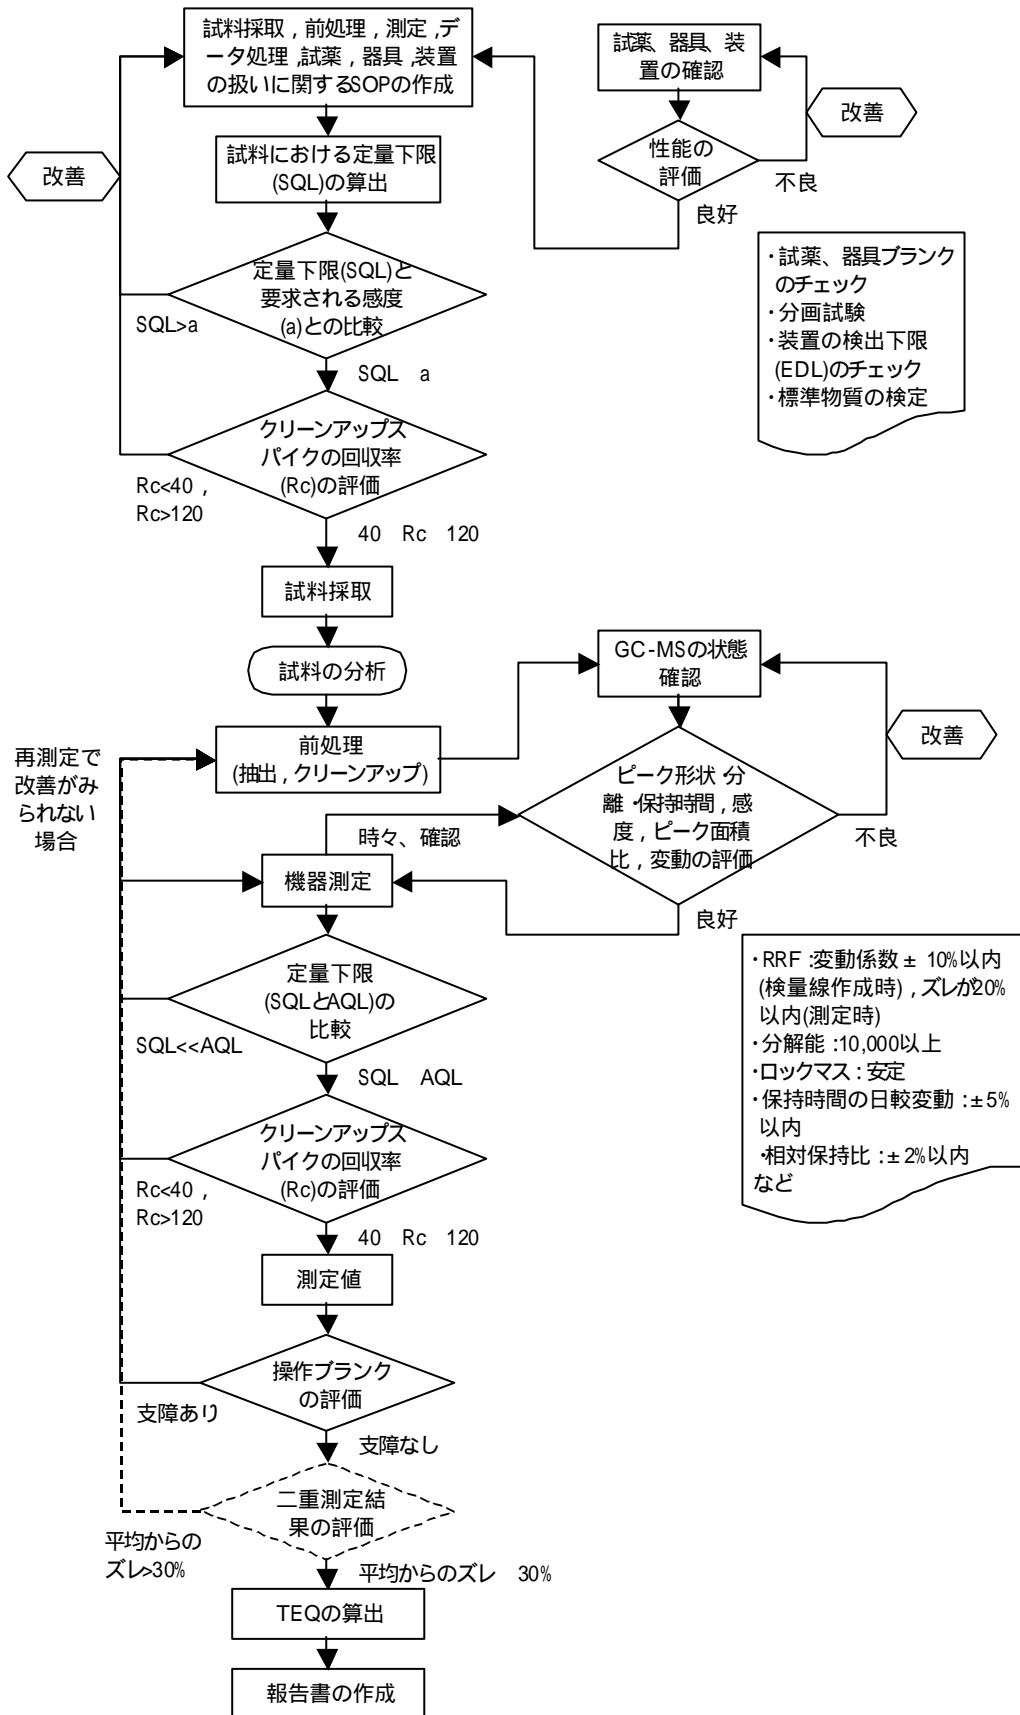 試料採取，前処理，測定，デ
ータ処理，試薬，器具，装置
の扱いに関するSOPの作成
試薬、器具、装
置の確認
改善
性能の
評価
不良
良好
改善
試料における定量下限
(SQL)の算出
定量下限(SQL)と
要求される感度
(a)との比較
SQL>a
SQL a
・試薬、器具ブランク
のチェック
・分画試験
・装置の検出下限
(EDL)のチェック
・標準物質の検定
クリーンアップス
パイクの回収率
(Rc)の評価
Rc<40，
Rc>120
40 Rc 120
試料採取
試料の分析
GC-MSの状態
確認
前処理
(抽出，クリーンアップ)
改善
再測定で
改善がみ
られない
場合
ピーク形状・分
離・保持時間，感
度，ピーク面積
比，変動の評価
不良
時々、確認
良好
機器測定
定量下限
(SQLとAQL)の
比較
SQL<<AQL
SQL AQL
・RRF：変動係数±10%以内
(検量線作成時)，ズレが20%
以内(測定時)
・分解能：10,000以上
・ロックマス：安定
・保持時間の日較変動：±5%
以内
・相対保持比：±2%以内
など
クリーンアップス
パイクの回収率
(Rc)の評価
Rc<40，
Rc>120
40 Rc 120
測定値
操作ブランク
の評価
支障あり
支障なし
二重測定結
果の評価
平均からの
ズレ>30%
平均からのズレ 30%
TEQの算出
報告書の作成